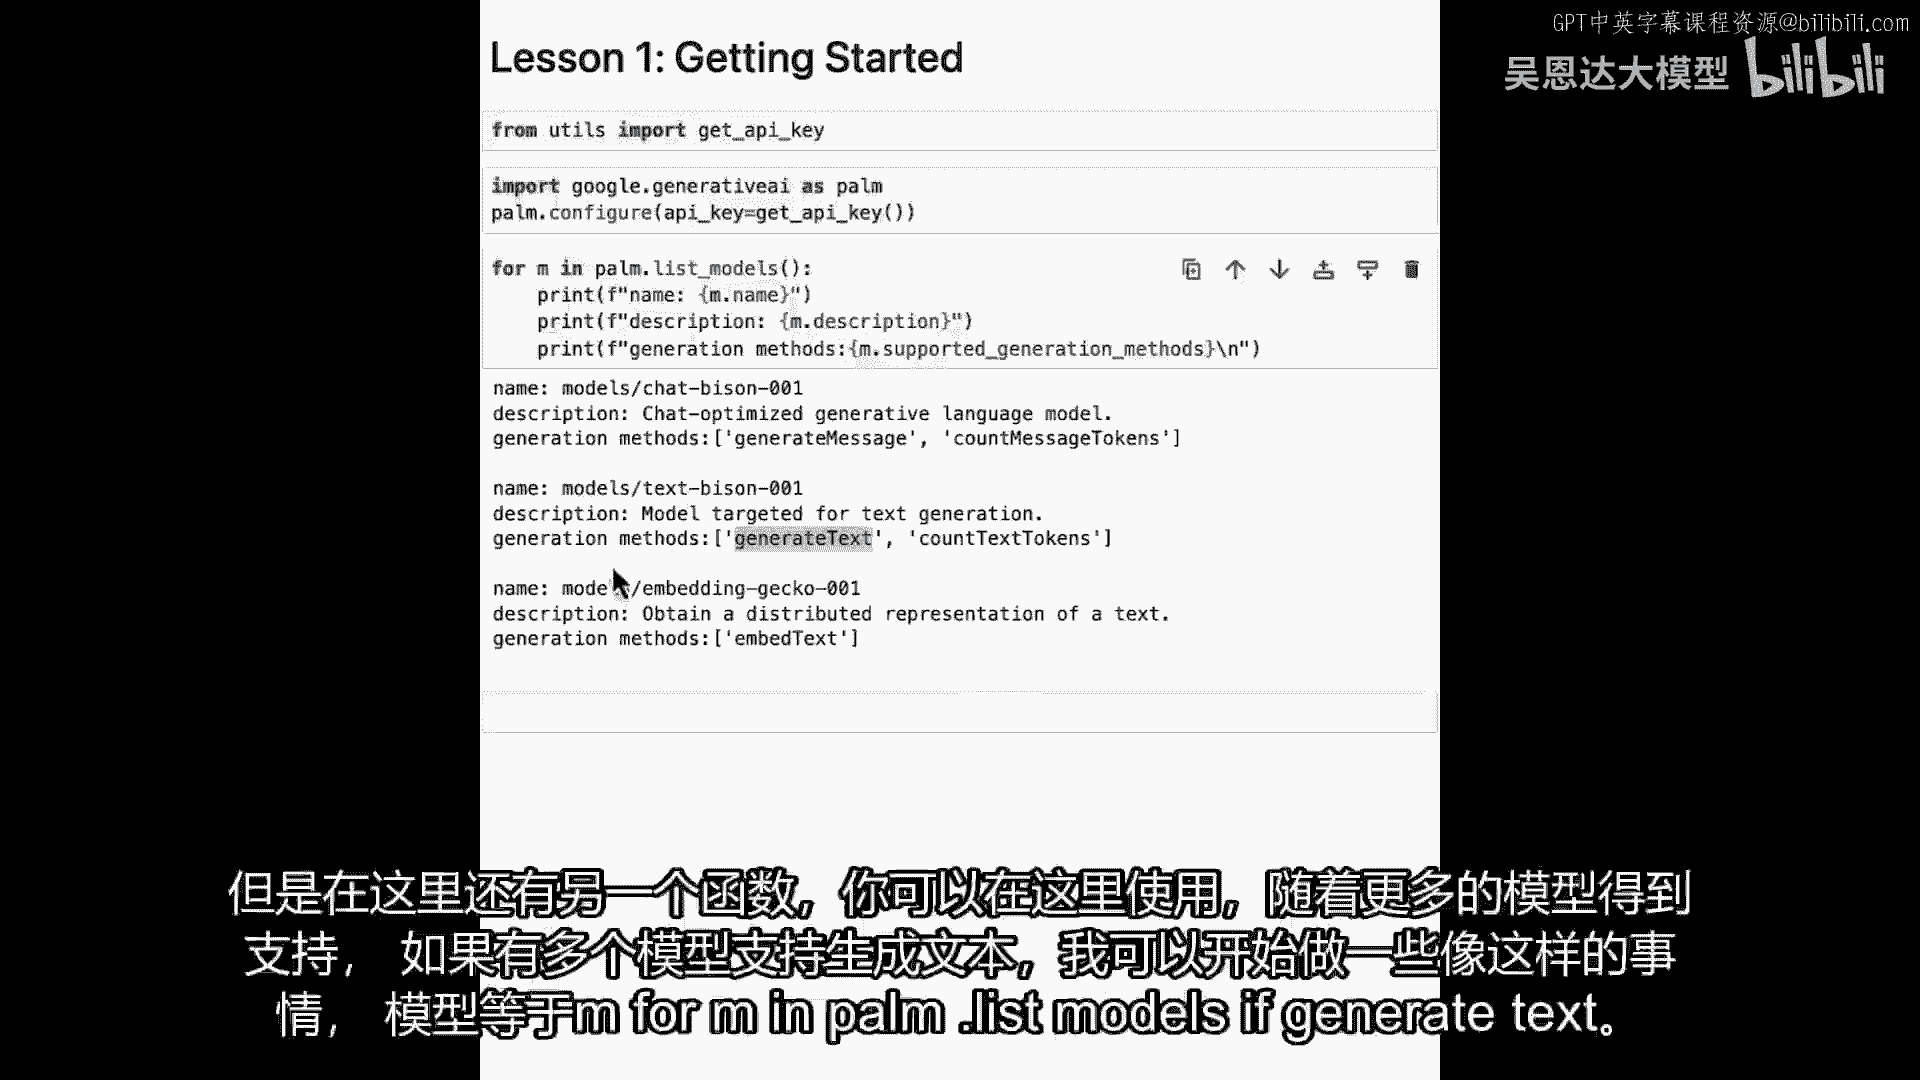 GPT中英字幕课程资源@bilibili.com
吴恩达大模型 bilibili
Lesson 1: Getting Started
from utils import get_api_key
import google.generativeai as palm
palm.configure(api_key=get_api_key())
for m in palm.list_models():
    print(f"name: {m.name}")
    print(f"description: {m.description}")
    print(f"generation methods:{m.supported_generation_methods}\n")
name: models/chat-bison-001
description: Chat-optimized generative language model.
generation methods:['generateMessage', 'countMessageTokens']
name: models/text-bison-001
description: Model targeted for text generation.
generation methods:['generateText', 'countTextTokens']
name: models/embedding-gecko-001
description: Obtain a distributed representation of a text.
generation methods:['embedText']
但是在这里还有另一个函数，你可以在这里使用，随着更多的模型得到
支持， 如果有多个模型支持生成文本，我可以开始做一些像这样的事
情， 模型等于m for m in palm .list models if generate text。